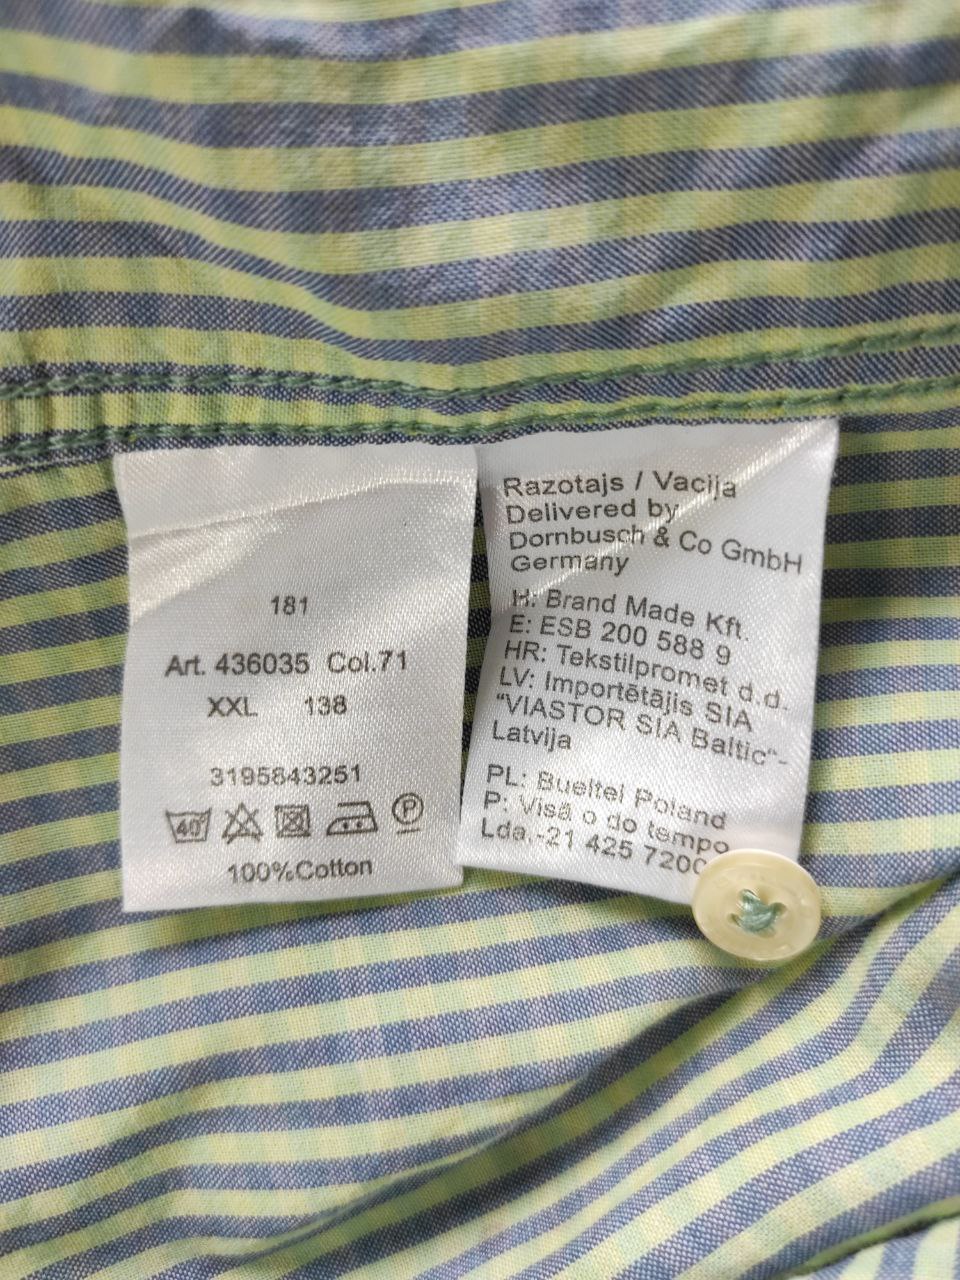 181
Art. 436035 Col.71
XXL 138
3195843251
40
P
100%Cotton
Razotajs / Vacija
Delivered by
Dornbusch & Co GmbH
Germany
H: Brand Made Kft.
E: ESB 200 588 9
HR: Tekstilpromet d.d.
LV: Importētājis SIA
"VIASTOR SIA Baltic"-
Latvija
PL: Bueltel Poland
P: Visã o do tempo
Lda.-21 425 7200